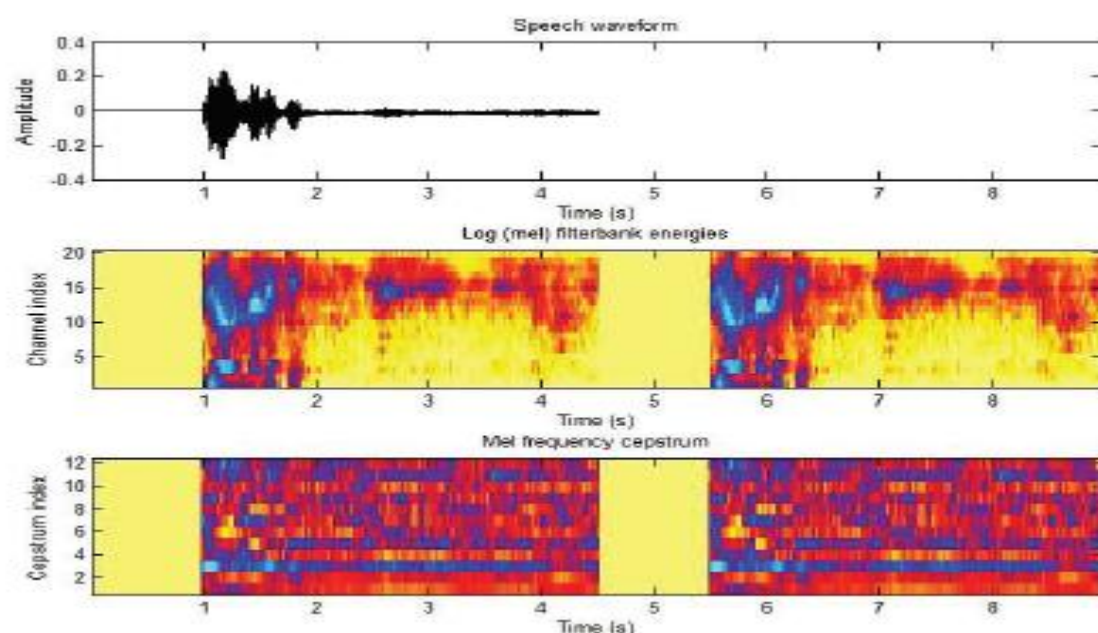 Speech waveform
0.4
0.2
0
-0.2
-0.4
Amplitude
1 2 3 4 5 6 7 8
Time (s)
Log (mel) filterbank energies
20
15
10
5
Channel index
1 2 3 4 5 6 7 8
Time (s)
Mel frequency cepstrum
12
10
8
6
4
2
Cepstrum index
1 2 3 4 5 6 7 8
Time (s)